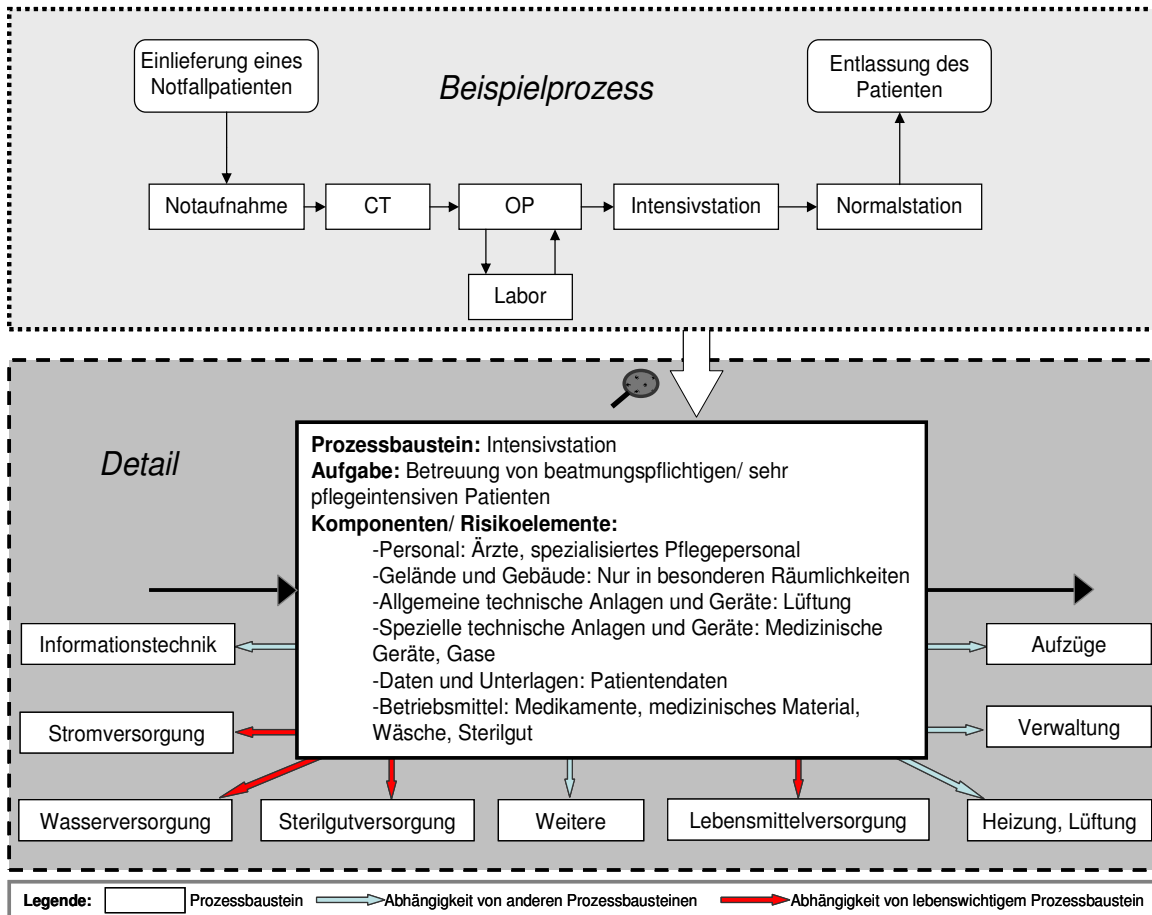 Einlieferung eines
Notfallpatienten
Beispielprozess
Entlassung des
Patienten
Notaufnahme
CT
OP
Intensivstation
Normalstation
Labor
Detail
Prozessbaustein: Intensivstation
Aufgabe: Betreuung von beatmungspflichtigen/ sehr
pflegeintensiven Patienten
Komponenten/ Risikoelemente:
-Personal: Ärzte, spezialisiertes Pflegepersonal
-Gelände und Gebäude: Nur in besonderen Räumlichkeiten
-Allgemeine technische Anlagen und Geräte: Lüftung
-Spezielle technische Anlagen und Geräte: Medizinische
Geräte, Gase
-Daten und Unterlagen: Patientendaten
-Betriebsmittel: Medikamente, medizinisches Material,
Wäsche, Sterilgut
Informationstechnik
Aufzüge
Stromversorgung
Verwaltung
Wasserversorgung
Sterilgutversorgung
Weitere
Lebensmittelversorgung
Heizung, Lüftung
Legende: Prozessbaustein Abhängigkeit von anderen Prozessbausteinen Abhängigkeit von lebenswichtigem Prozessbaustein